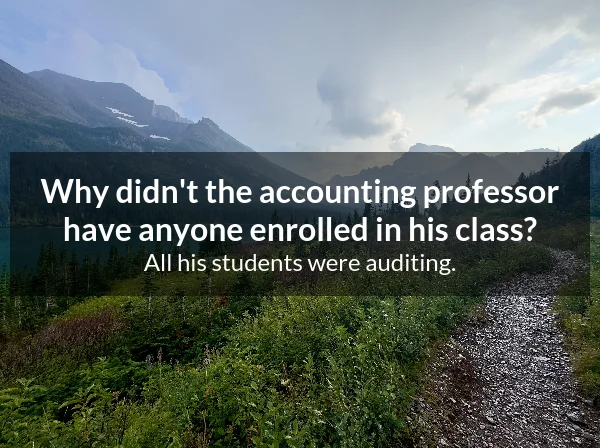 Why didn't the accounting professor
have anyone enrolled in his class?
All his students were auditing.